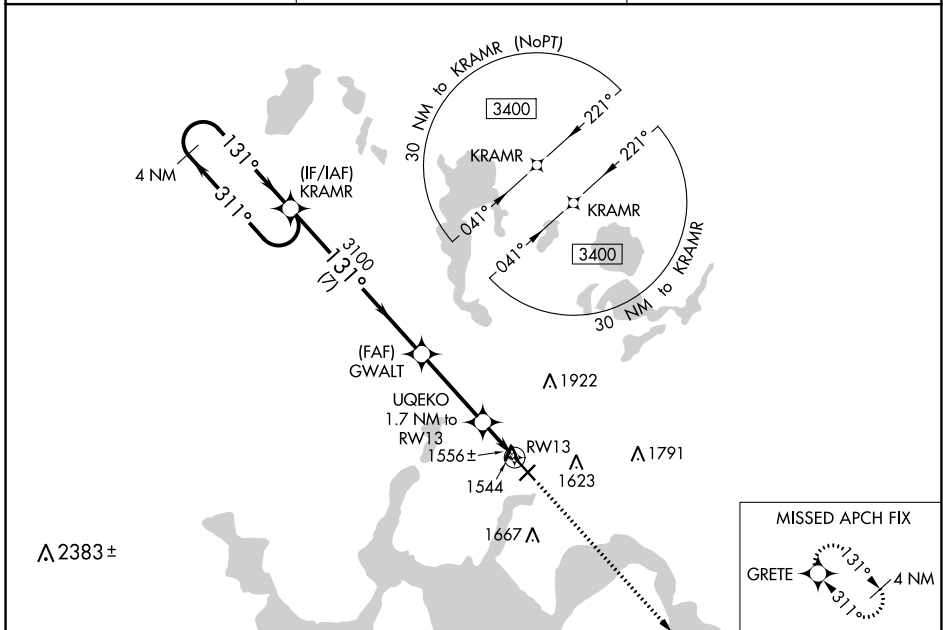 30 NM to KRAMR (NoPT)
3400
221°
KRAMR
041°
221°
KRAMR
041°
3400
30 NM to KRAMR
131°
4 NM
311°
(IF/IAF)
KRAMR
3100
131°
(7)
(FAF)
GWALT
1922
UQEKO
1.7 NM to
RW13
RW13
1556±
1544
1623
1791
1667
2383±
MISSED APCH FIX
GRETE
131°
4 NM
311°